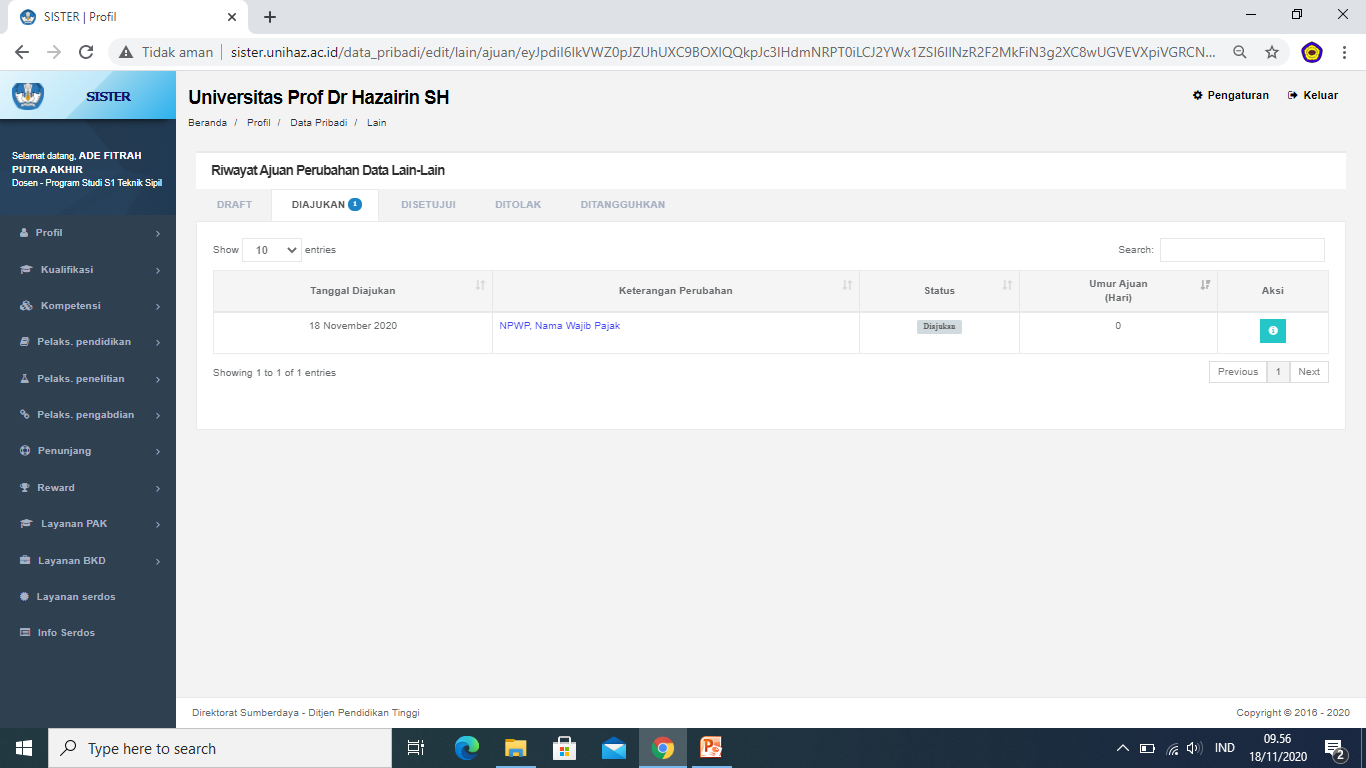 SISTER | Profil
Tidak aman
sister.unihaz.ac.id/data_pribadi/edit/lain/ajuan/
SISTER
Universitas Prof Dr Hazairin SH
Pengaturan
Keluar
Beranda / Profil / Data Pribadi / Lain
Selamat datang, ADE FITRAH
PUTRA AKHIR
Dosen - Program Studi S1 Teknik Sipil
Profil
Kualifikasi
Kompetensi
Pelaks. pendidikan
Pelaks. penelitian
Pelaks. pengabdian
Penunjang
Reward
Layanan PAK
Layanan BKD
Layanan serdos
Info Serdos
Riwayat Ajuan Perubahan Data Lain-Lain
DRAFT DIAJUKAN 1 DISETUJUI DITOLAK DITANGGUHKAN
Show 10 entries
Search:
Tanggal Diajukan Keterangan Perubahan Status Umur Ajuan
(Hari) Aksi
18 November 2020 NPWP, Nama Wajib Pajak Diajukan 0
Showing 1 to 1 of 1 entries
Previous 1 Next
Direktorat Sumberdaya - Ditjen Pendidikan Tinggi
Copyright © 2016 - 2020
Type here to search
IND
09.56
18/11/2020
2